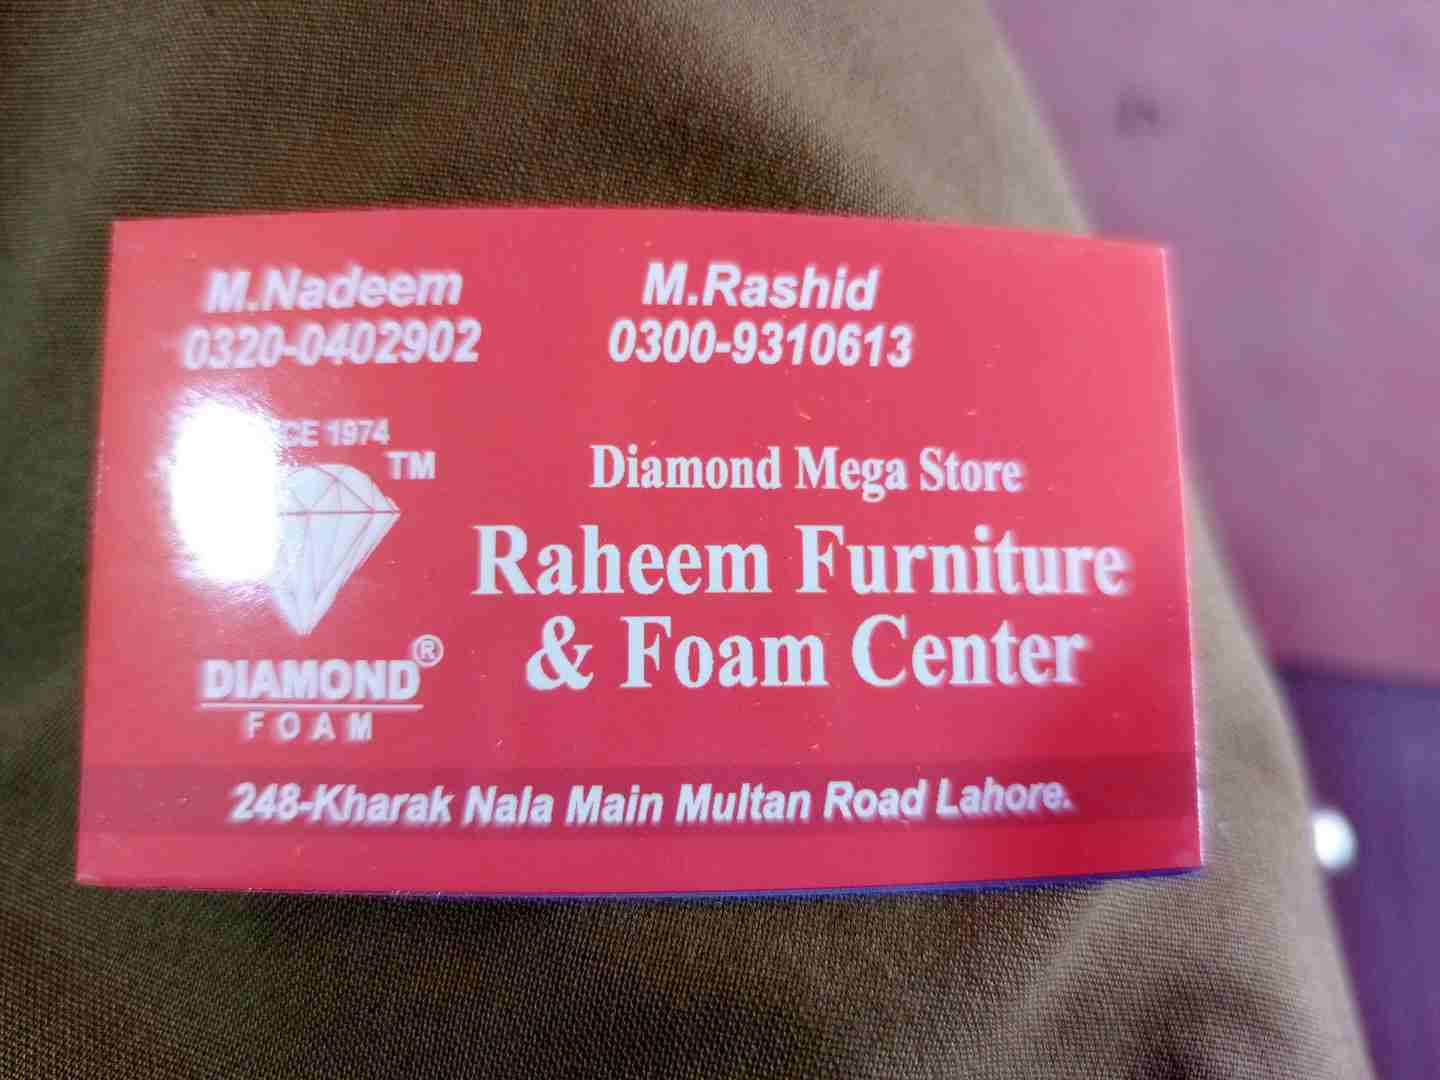 M.Nadeem
0320-0402902
M.Rashid
0300-9310613
1974
TM
DIAMOND®
FOAM
Diamond Mega Store
Raheem Furniture
& Foam Center
248-Kharak Nala Main Multan Road Lahore.